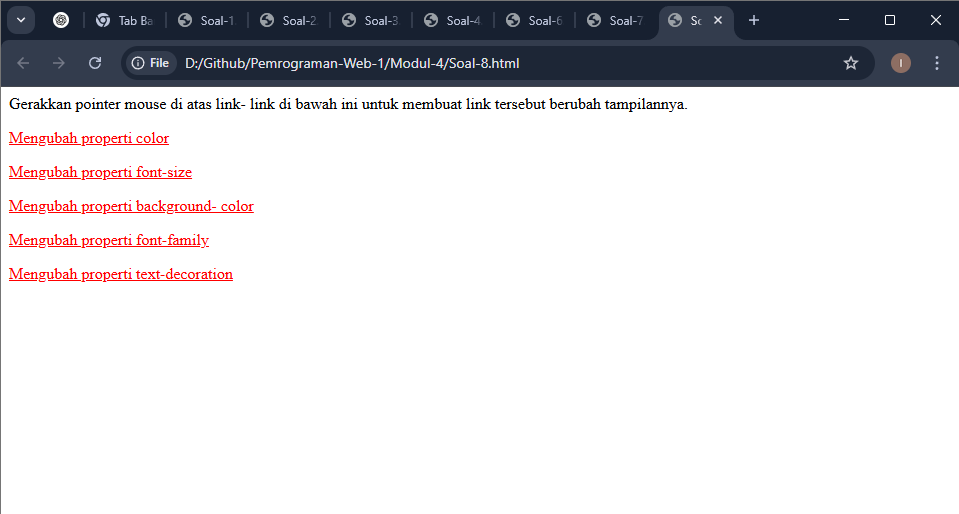 Tab Ba Soal-1 Soal-2 Soal-3 Soal-4 Soal-6 Soal-7 So
File D:/Github/Pemrograman-Web-1/Modul-4/Soal-8.html I
Gerakkan pointer mouse di atas link- link di bawah ini untuk membuat link tersebut berubah tampilannya.
Mengubah properti color
Mengubah properti font-size
Mengubah properti background- color
Mengubah properti font-family
Mengubah properti text-decoration